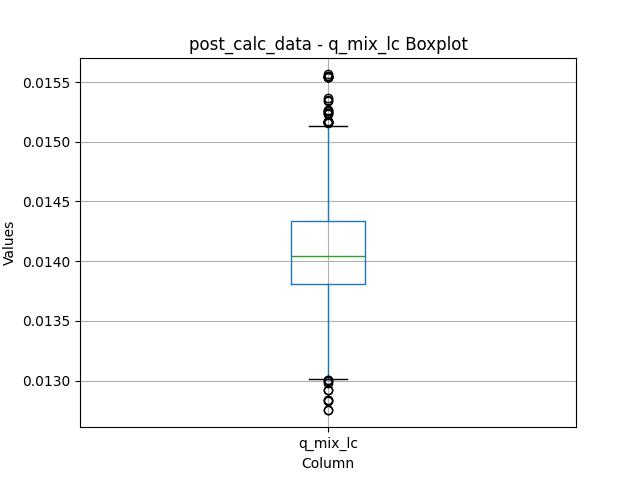 post_calc_data - q_mix_lc Boxplot
0.0155
0.0150
0.0145
0.0140
0.0135
0.0130
Values
q_mix_lc
Column